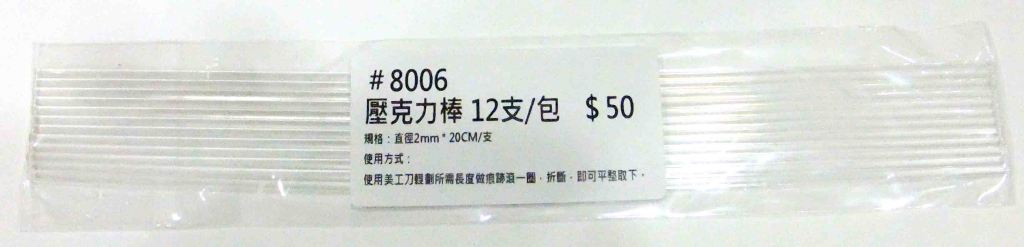 #8006
壓克力棒 12支/包 $50
規格：直徑2mm * 20CM/支
使用方式：
使用美工刀輕劃所需長度做痕跡滾一圈，折斷，即可平整取下。